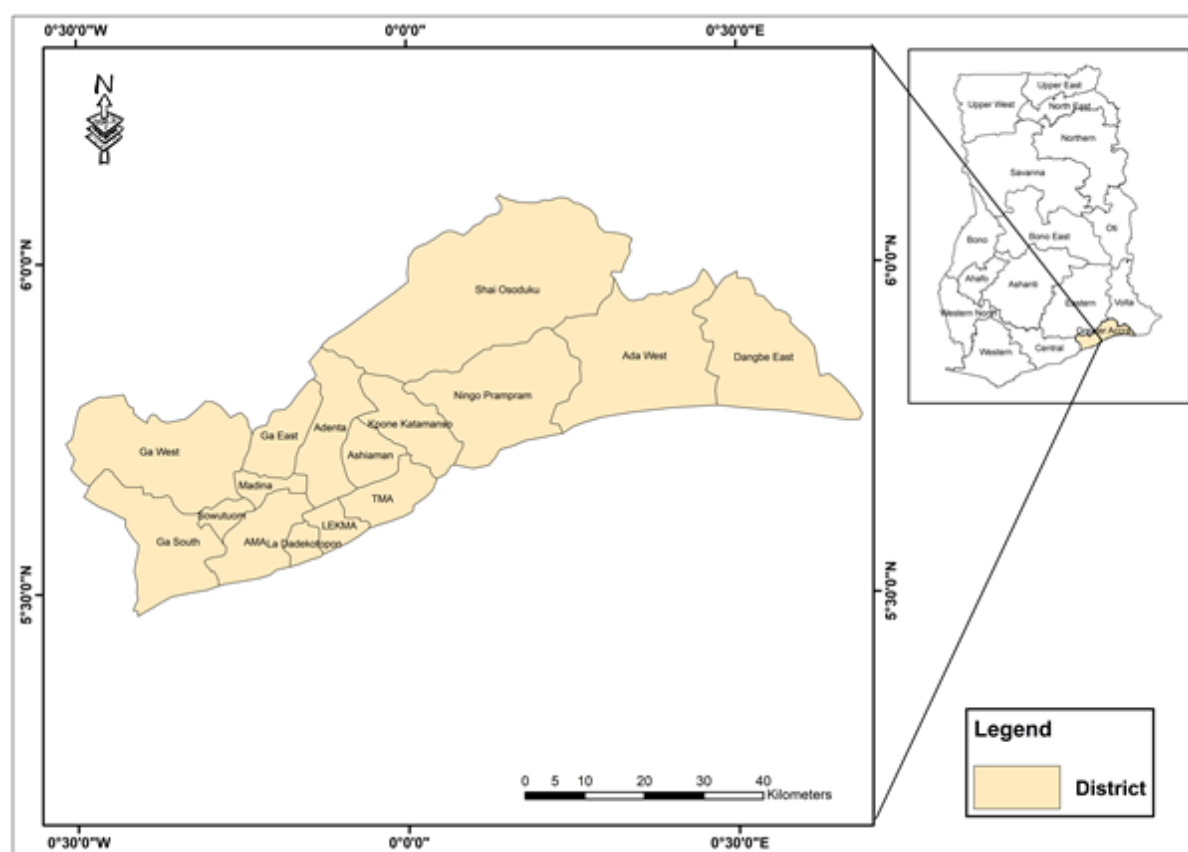 0°30'0"W
0°0'0"
0°30'0"E
N
6°0'0"N
6°0'0"N
5°30'0"N
5°30'0"N
Shai Osoduku
Ada West
Dangbe East
Ningo Prampram
Kpone Katamanso
Adenta
Ga East
Ga West
Ashiaman
Madina
TMA
Sowutuom
LEKMA
Ga South
AMA
La Dadekotopon
0 5 10 20 30 40
Kilometers
0°30'0"W
0°0'0"
0°30'0"E
Upper East
North East
Upper West
Northern
Savanna
Oti
Bono
Bono East
Ahafo
Ashanti
Eastern
Volta
Western North
Greater Accra
Central
Western
Legend
District